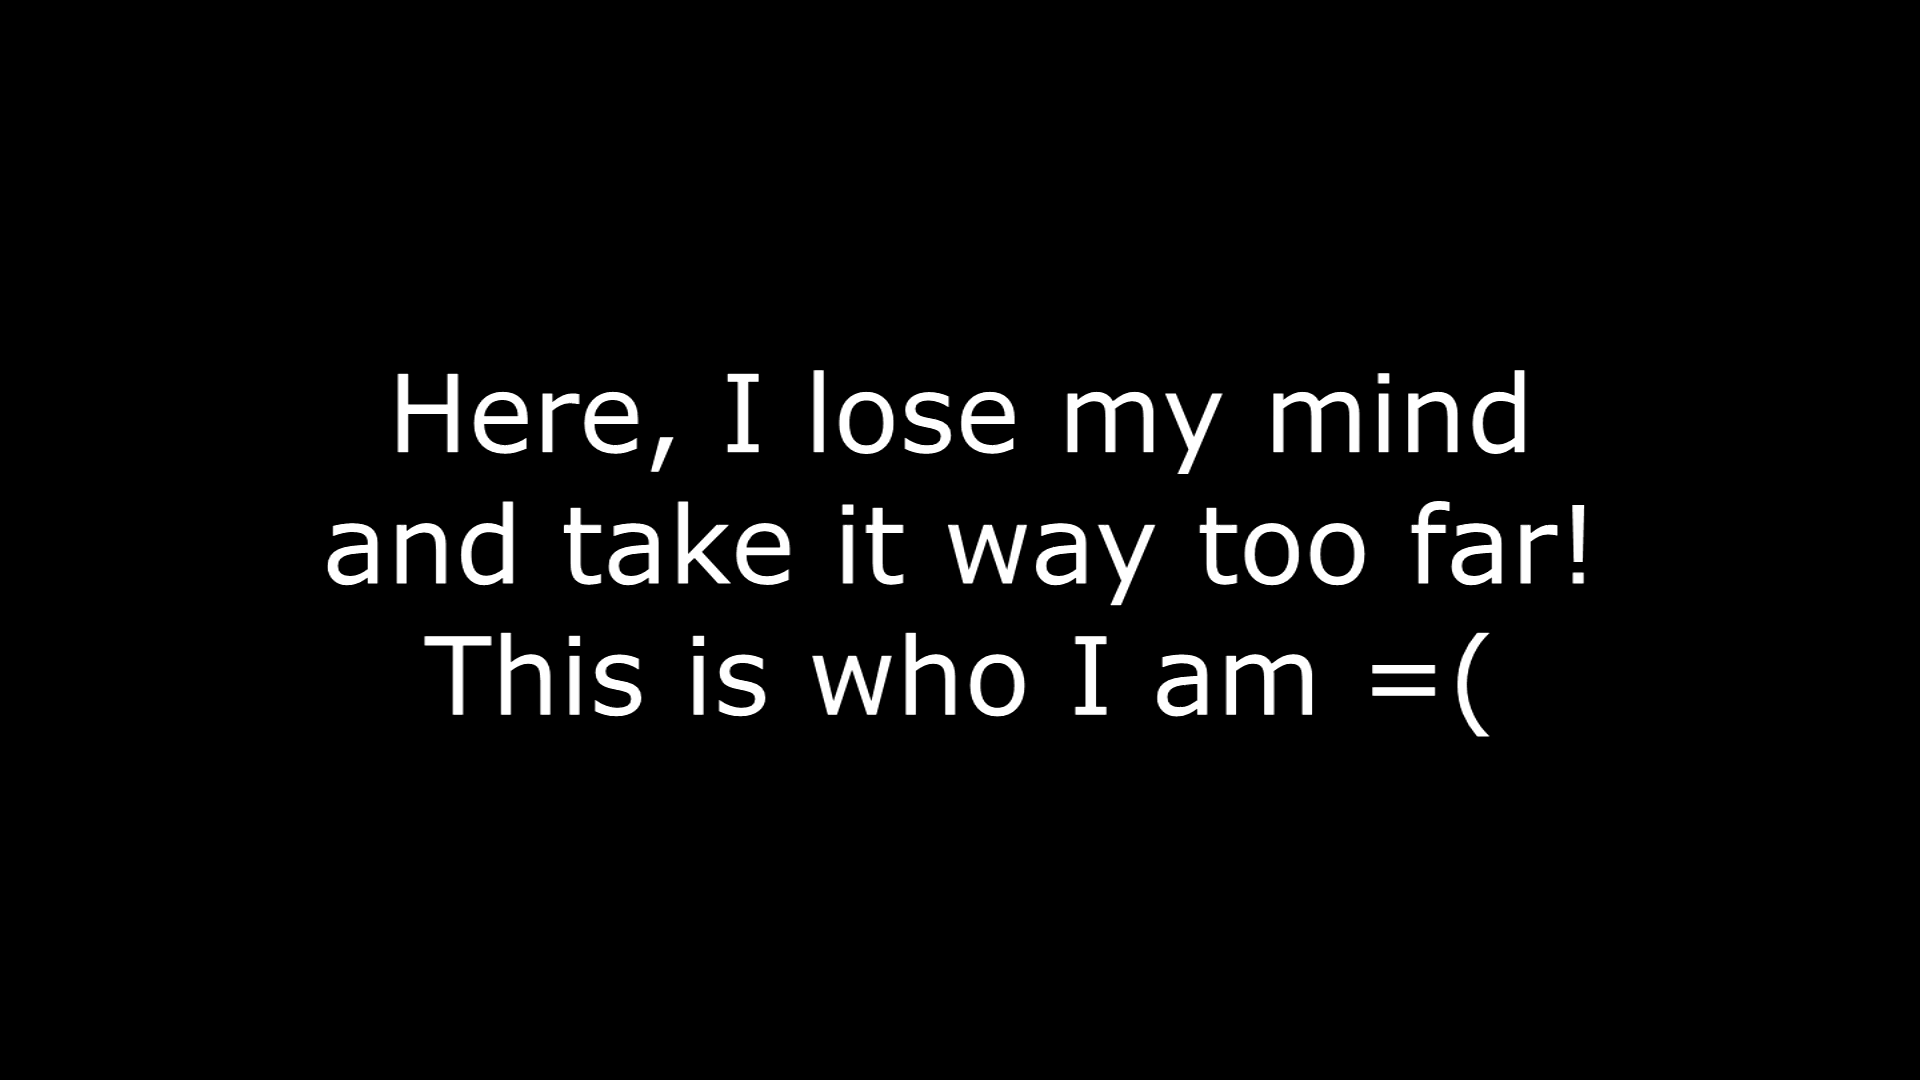 Here, I lose my mind
and take it way too far!
This is who I am =(